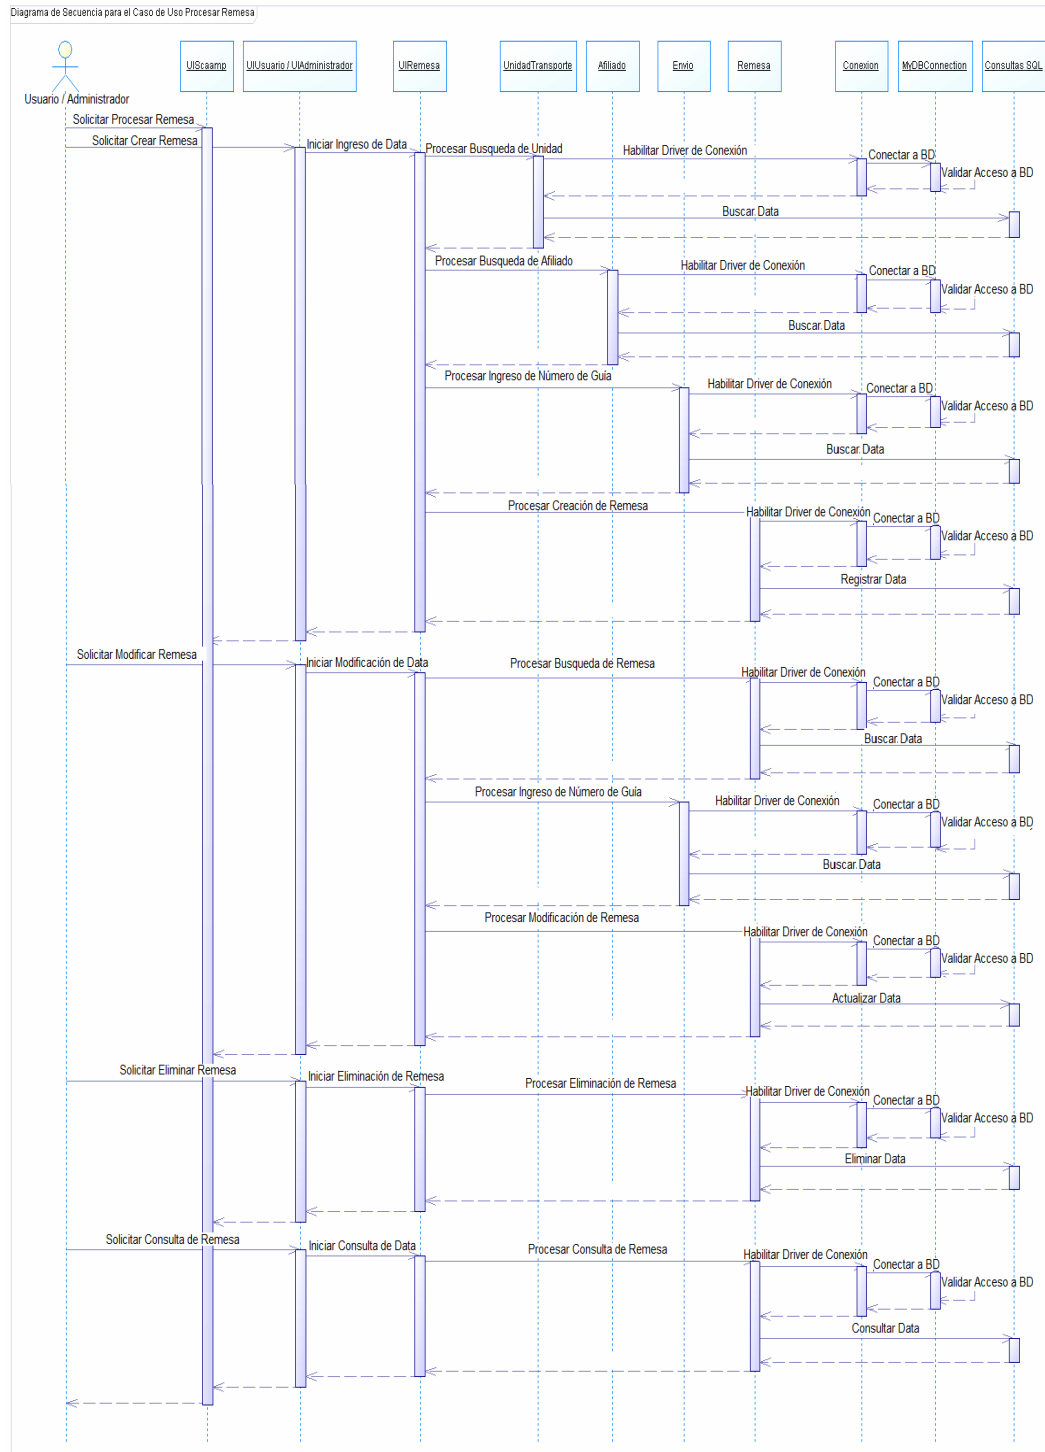 Diagrama de Secuencia para el Caso de Uso Procesar Remesa
Usuario / Administrador
UIScaamp
UIUsuario / UIAdministrador
UIRemesa
UnidadTransporte
Afiliado
Envio
Remesa
Conexion
MyDBConnection
Consultas SQL
Solicitar Procesar Remesa
Solicitar Crear Remesa
Iniciar Ingreso de Data
Procesar Busqueda de Unidad
Habilitar Driver de Conexión
Conectar a BD
Validar Acceso a BD
Buscar Data
Procesar Busqueda de Afiliado
Habilitar Driver de Conexión
Conectar a BD
Validar Acceso a BD
Buscar Data
Procesar Ingreso de Número de Guía
Habilitar Driver de Conexión
Conectar a BD
Validar Acceso a BD
Buscar Data
Procesar Creación de Remesa
Habilitar Driver de Conexión
Conectar a BD
Validar Acceso a BD
Registrar Data
Solicitar Modificar Remesa
Iniciar Modificación de Data
Procesar Busqueda de Remesa
Habilitar Driver de Conexión
Conectar a BD
Validar Acceso a BD
Buscar Data
Procesar Ingreso de Número de Guía
Habilitar Driver de Conexión
Conectar a BD
Validar Acceso a BD
Buscar Data
Procesar Modificación de Remesa
Habilitar Driver de Conexión
Conectar a BD
Validar Acceso a BD
Actualizar Data
Solicitar Eliminar Remesa
Iniciar Eliminación de Remesa
Procesar Eliminación de Remesa
Habilitar Driver de Conexión
Conectar a BD
Validar Acceso a BD
Eliminar Data
Solicitar Consulta de Remesa
Iniciar Consulta de Data
Procesar Consulta de Remesa
Habilitar Driver de Conexión
Conectar a BD
Validar Acceso a BD
Consultar Data